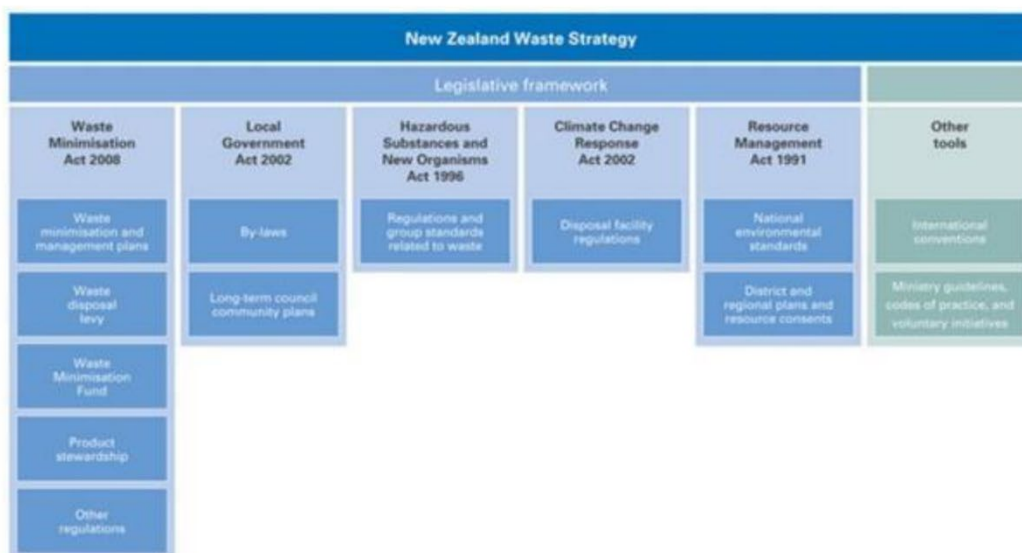 New Zealand Waste Strategy
Legislative framework
Waste
Minimisation
Act 2008
Waste
minimisation and
management plans
Waste
disposal
levy
Waste
Minimisation
Fund
Product
stewardship
Other
regulations
Local
Government
Act 2002
By-laws
Long-term council
community plans
Hazardous
Substances and
New Organisms
Act 1996
Regulations and
group standards
related to waste
Climate Change
Response
Act 2002
Disposal facility
regulations
Resource
Management
Act 1991
National
environmental
standards
District and
regional plans and
resource consents
Other
tools
International
conventions
Ministry guidelines,
codes of practice, and
voluntary initiatives